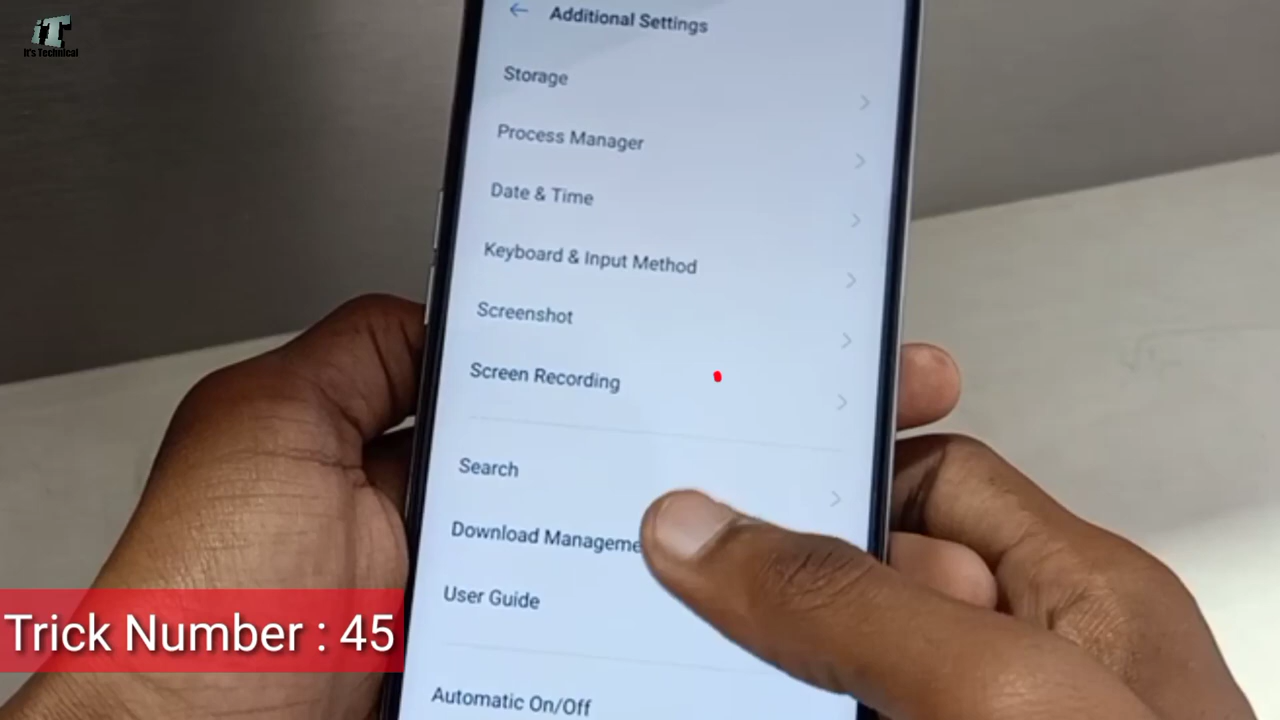 iT
It's Technical
Additional Settings
Storage
Process Manager
Date & Time
Keyboard & Input Method
Screenshot
Screen Recording
Search
Download Manageme
User Guide
Trick Number : 45
Automatic On/Off